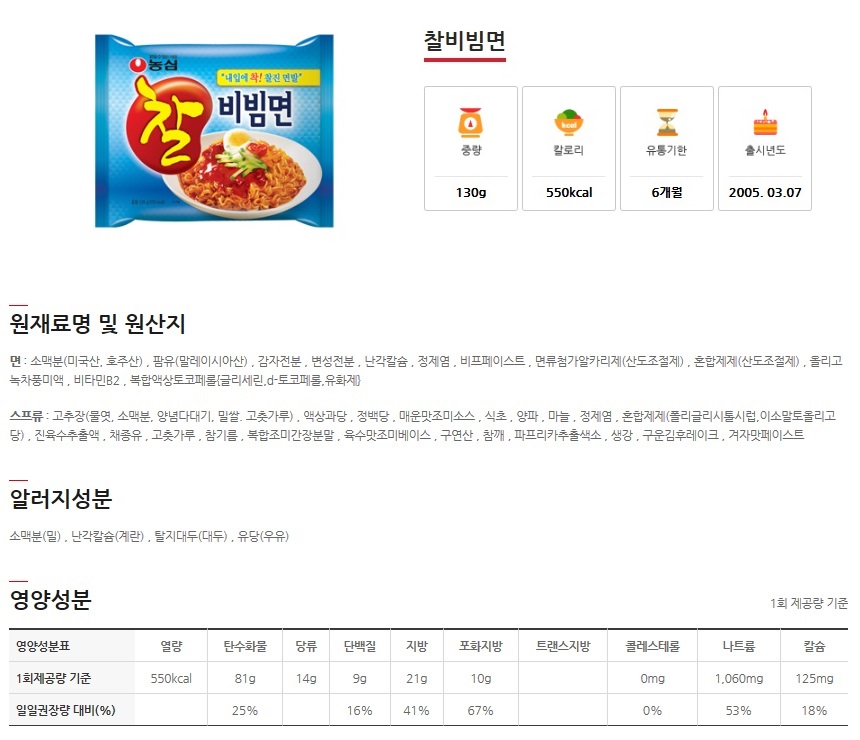 찰비빔면
농심
"내입에 착! 찰진 면발"
찰
비빔면
중량
칼로리
유통기한
출시년도
kcal
130g
550kcal
6개월
2005. 03.07
원재료명 및 원산지
면 : 소맥분(미국산, 호주산) , 팜유(말레이시아산) , 감자전분 , 변성전분 , 난각칼슘 , 정제염 , 비프페이스트 , 면류첨가알카리제(산도조절제) , 혼합제제(산도조절제) , 올리고
녹차풍미액 , 비타민B2 , 복합액상토코페롤{글리세린,d-토코페롤,유화제}
스프류 : 고추장(물엿, 소맥분, 양념다대기, 밀쌀. 고춧가루) , 액상과당 , 정백당 , 매운맛조미소스 , 식초 , 양파 , 마늘 , 정제염 , 혼합제제(폴리글리시톨시럽,이소말토올리고
당) , 진육수추출액 , 채종유 , 고춧가루 , 참기름 , 복합조미간장분말 , 육수맛조미베이스 , 구연산 , 참깨 , 파프리카추출색소 , 생강 , 구운김후레이크 , 겨자맛페이스트
알러지성분
소맥분(밀) , 난각칼슘(계란) , 탈지대두(대두) , 유당(우유)
영양성분
1회 제공량 기준
영양성분표 열량 탄수화물 당류 단백질 지방 포화지방 트랜스지방 콜레스테롤 나트륨 칼슘
1회제공량 기준 550kcal 81g 14g 9g 21g 10g 0mg 1,060mg 125mg
일일권장량 대비(%) 25% 16% 41% 67% 0% 53% 18%